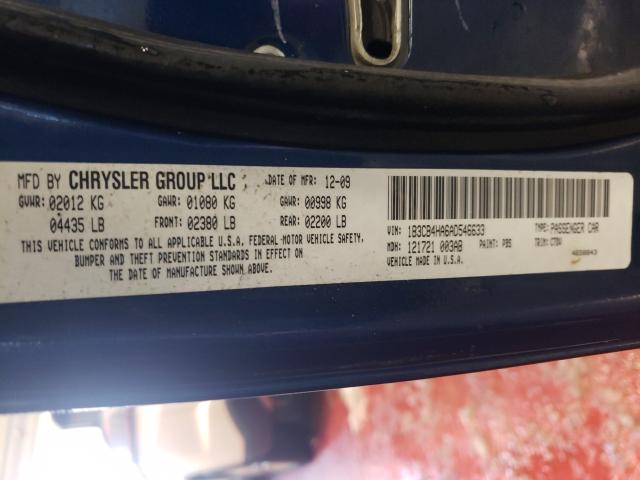 MFD BY CHRYSLER GROUP LLC DATE OF MFR: 12-09
GVWR: 02012 KG GAWR: 01080 KG GAWR: 00998 KG
04435 LB FRONT: 02380 LB REAR: 02200 LB
THIS VEHICLE CONFORMS TO ALL APPLICABLE U.S.A. FEDERAL MOTOR VEHICLE SAFETY,
BUMPER AND THEFT PREVENTION STANDARDS IN EFFECT ON
THE DATE OF MANUFACTURE SHOWN ABOVE.
VIN: 1B3CB4HA6AD546633 TYPE: PASSENGER CAR
MDH: 121721 003AB PAINT: PBS TRIM: C7DV
VEHICLE MADE IN U.S.A.